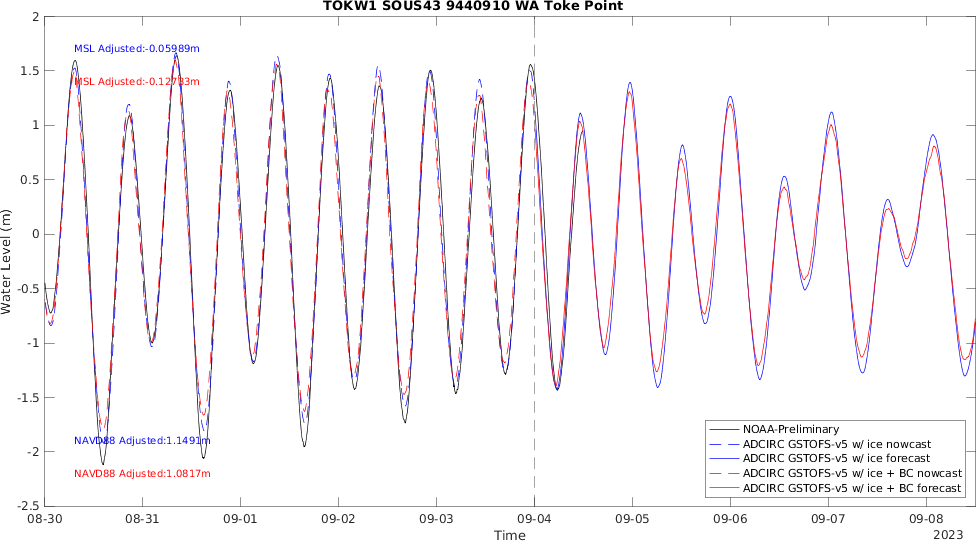 TOKW1 SOUS43 9440910 WA Toke Point
2
1.5
1
0.5
0
-0.5
-1
-1.5
-2
-2.5
Water Level (m)
MSL Adjusted:-0.05989m
MSL Adjusted:-0.12733m
NAVD88 Adjusted:1.1491m
NAVD88 Adjusted:1.0817m
NOAA-Preliminary
ADCIRC GSTOFS-v5 w/ ice nowcast
ADCIRC GSTOFS-v5 w/ ice forecast
ADCIRC GSTOFS-v5 w/ ice + BC nowcast
ADCIRC GSTOFS-v5 w/ ice + BC forecast
08-30 08-31 09-01 09-02 09-03 09-04 09-05 09-06 09-07 09-08
Time
2023